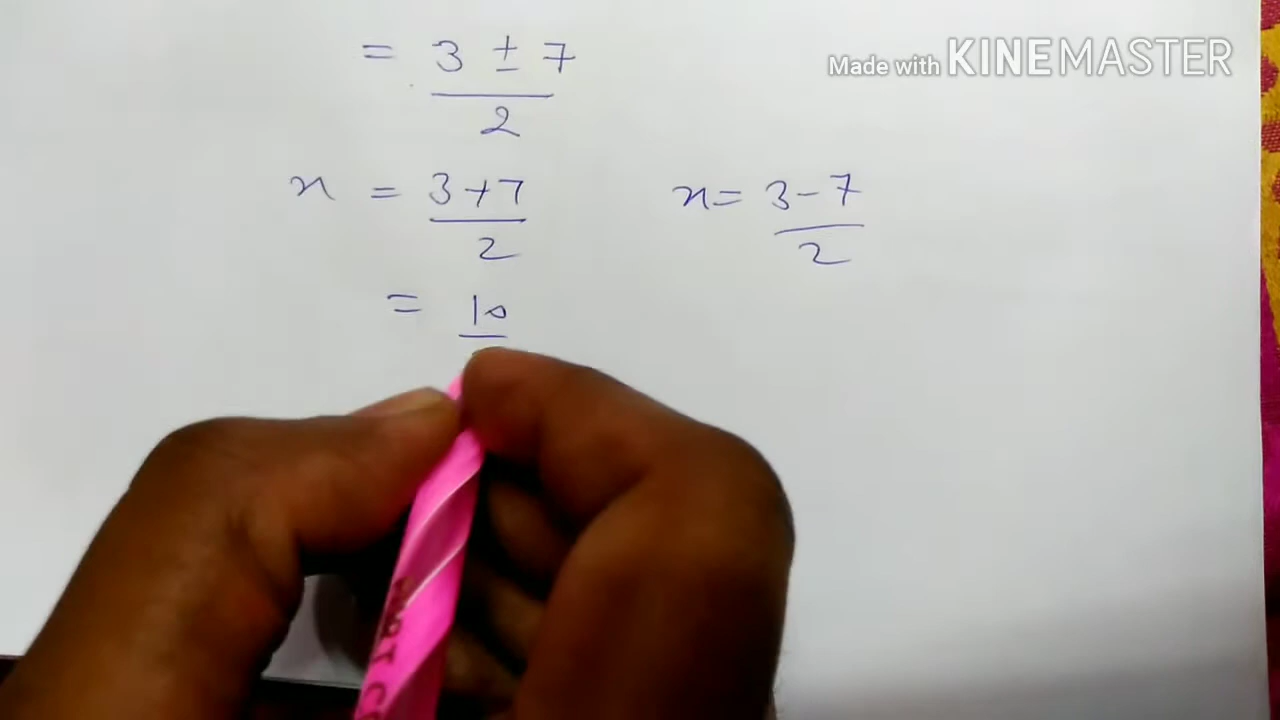 = 3 ± 7
2
Made with KINEMASTER
x = 3+7
2
x = 3-7
2
= 10